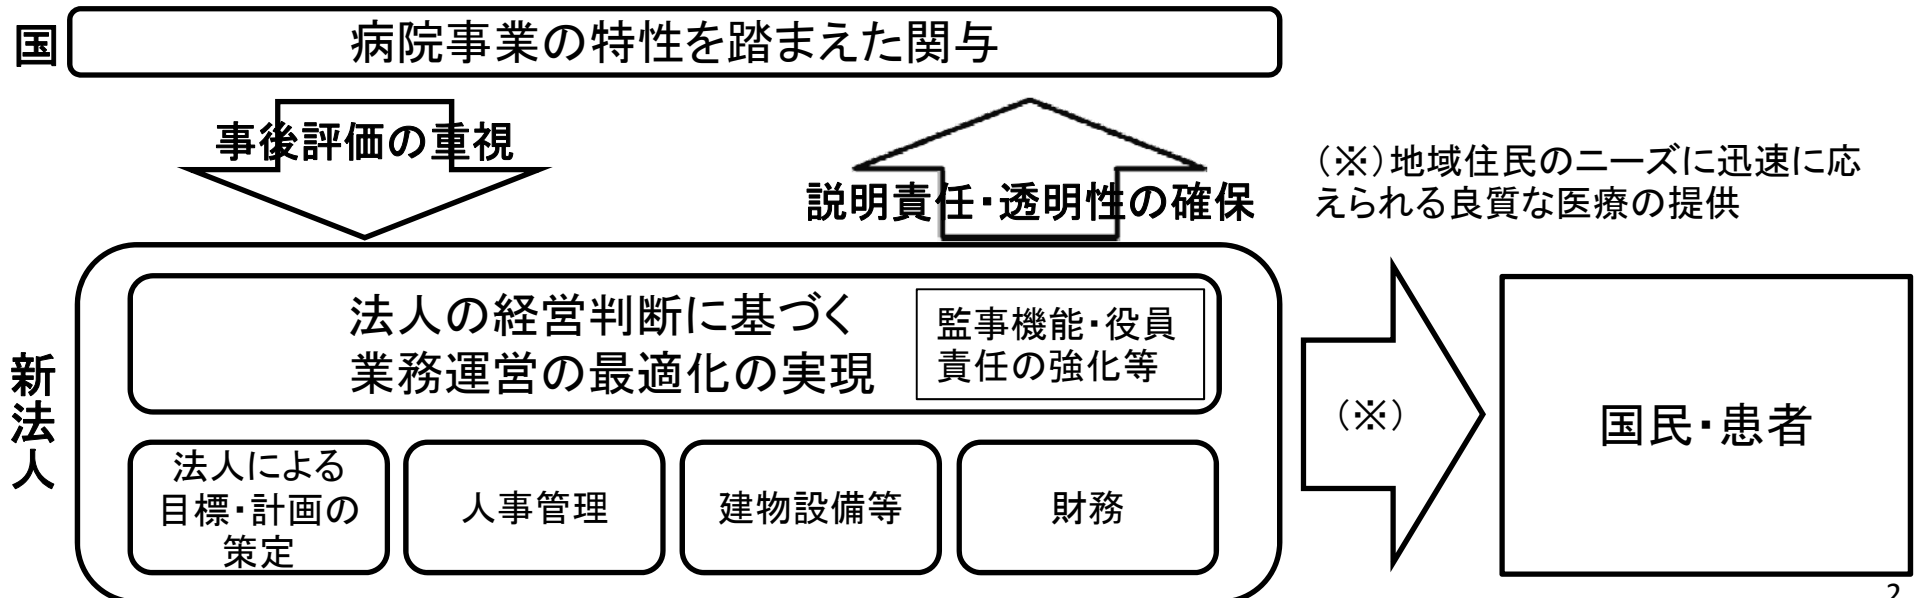 国
病院事業の特性を踏まえた関与
事後評価の重視
説明責任・透明性の確保
(※)地域住民のニーズに迅速に応
えられる良質な医療の提供
新法人
法人の経営判断に基づく
業務運営の最適化の実現
監事機能・役員
責任の強化等
法人による
目標・計画の
策定
人事管理
建物設備等
財務
(※)
国民・患者
2